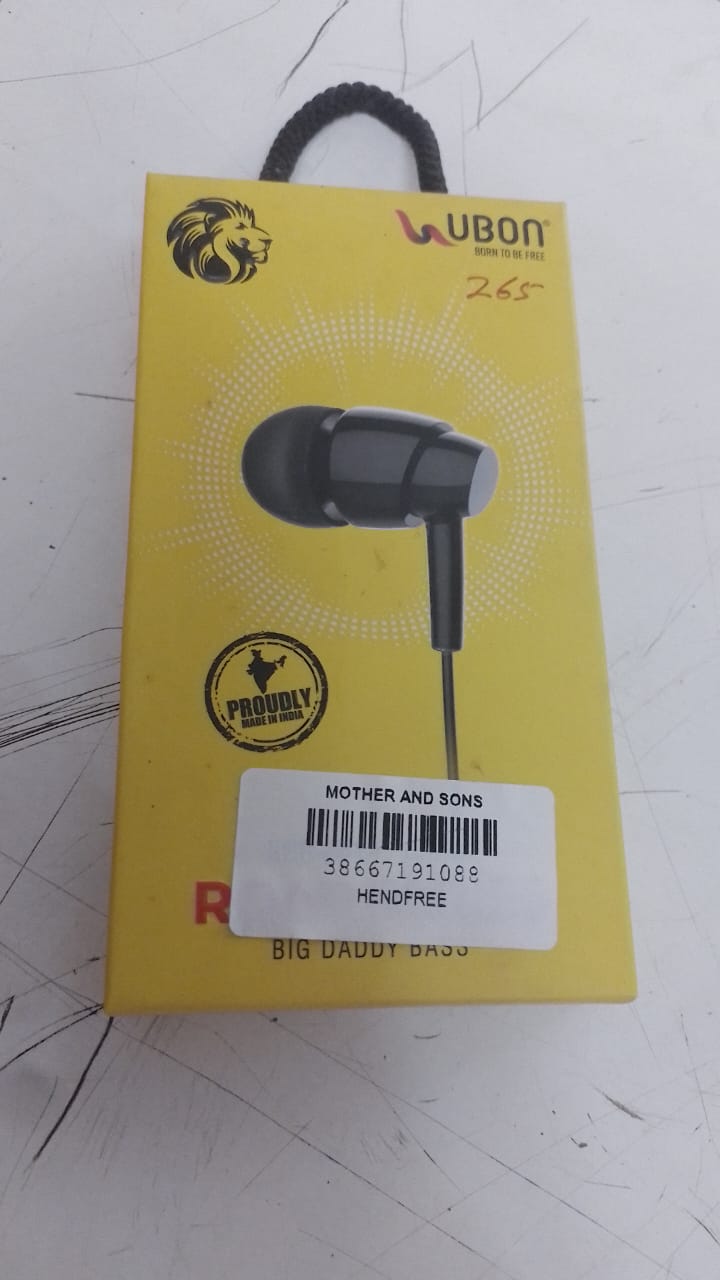 UBON
BORN TO BE FREE
265
PROUDLY
MADE IN INDIA
MOTHER AND SONS
38667191088
HENDFREE
BIG DADDY BASS